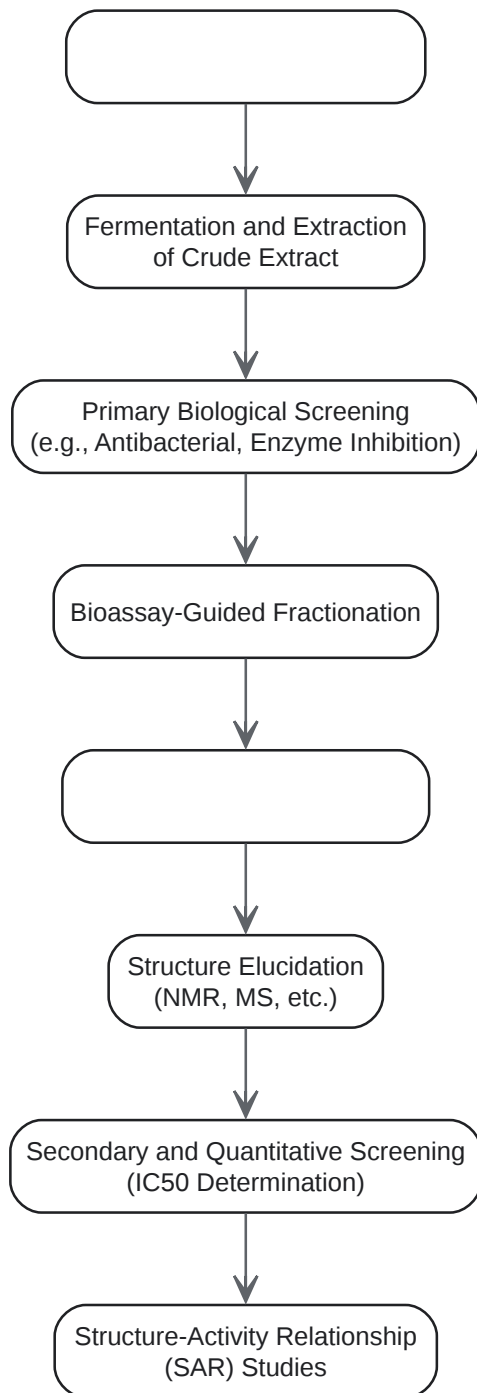 Fermentation and Extraction
of Crude Extract
Primary Biological Screening
(e.g., Antibacterial, Enzyme Inhibition)
Bioassay-Guided Fractionation
Structure Elucidation
(NMR, MS, etc.)
Secondary and Quantitative Screening
(IC50 Determination)
Structure-Activity Relationship
(SAR) Studies